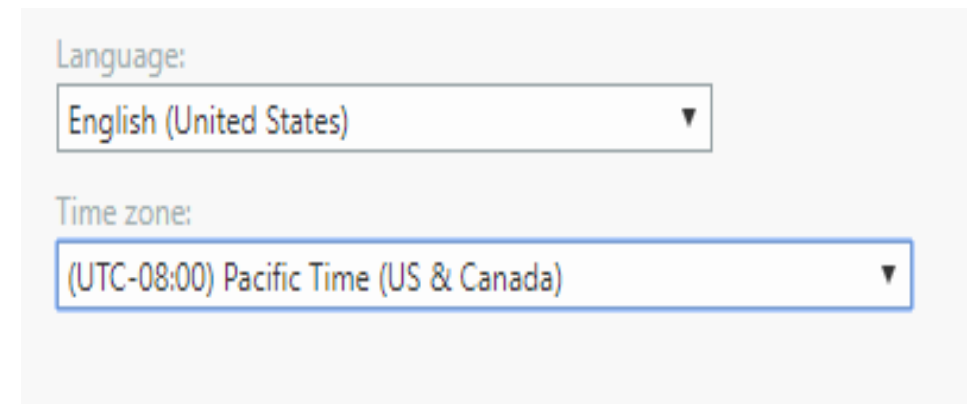 Language:
English (United States)
Time zone:
(UTC-08:00) Pacific Time (US & Canada)